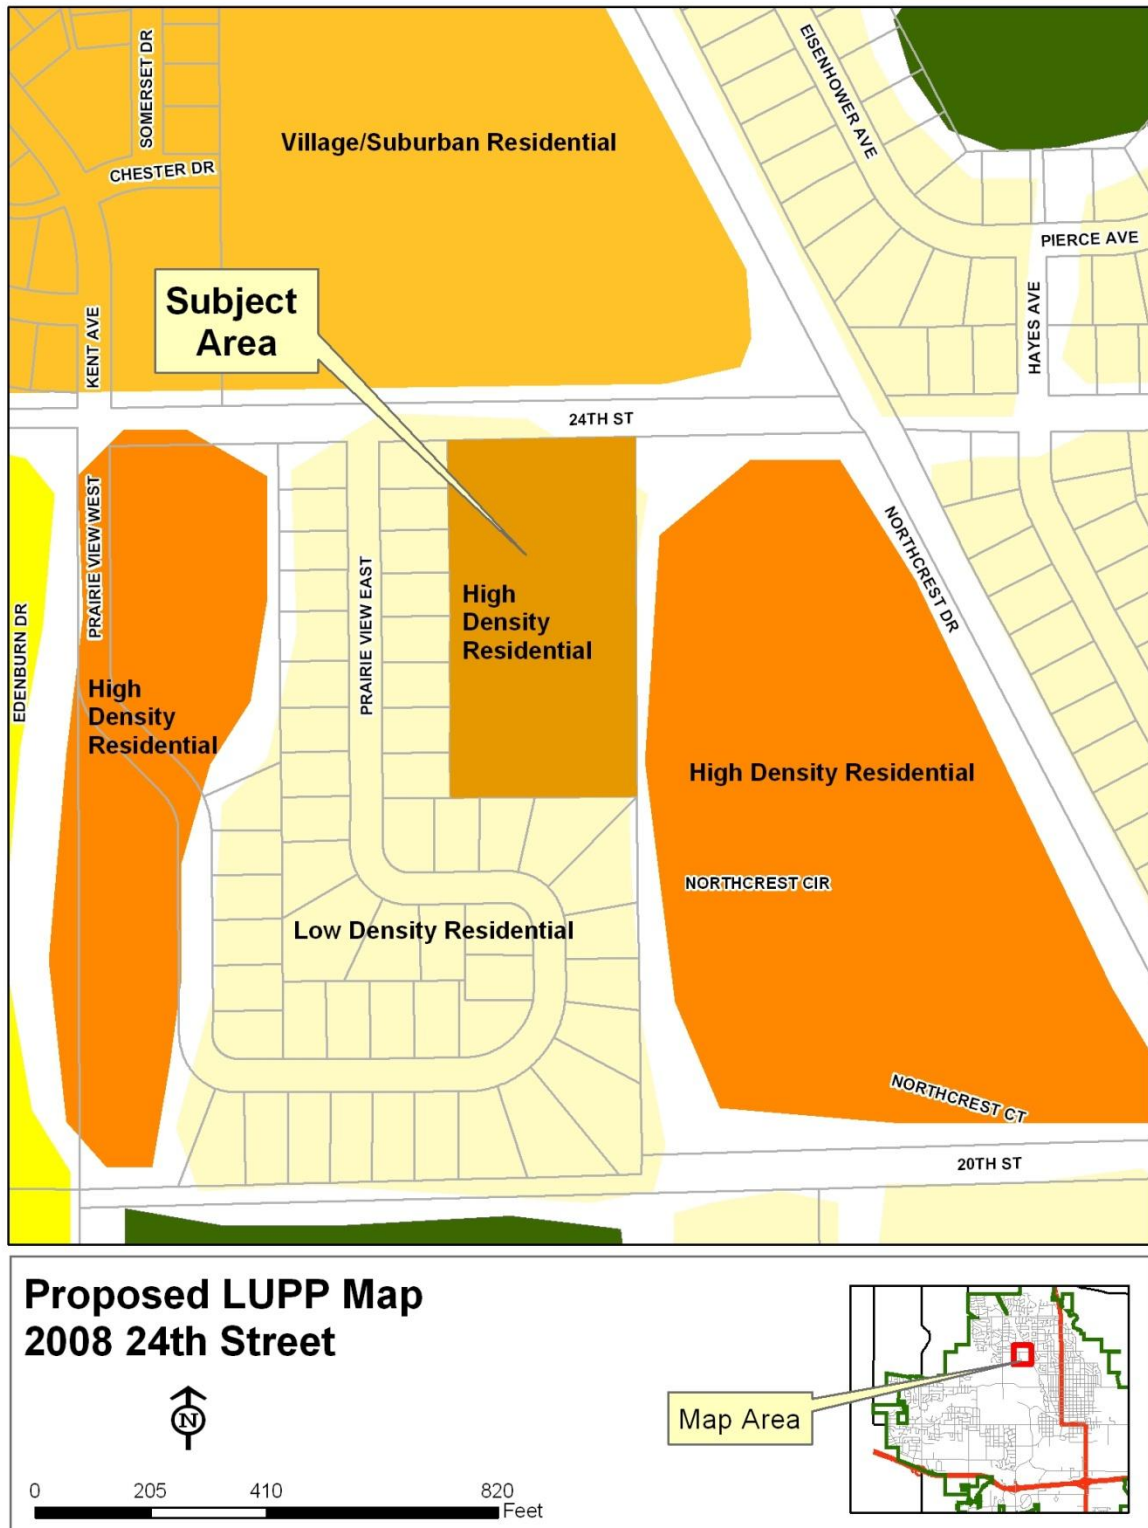 SOMERSET DR
EISENHOWER AVE
Village/Suburban Residential
CHESTER DR
PIERCE AVE
Subject
Area
KENT AVE
HAYES AVE
24TH ST
PRAIRIE VIEW WEST
NORTHCREST DR
PRAIRIE VIEW EAST
High
Density
Residential
EDENBURN DR
High
Density
Residential
High Density Residential
NORTHCREST CIR
Low Density Residential
NORTHCREST CT
20TH ST
Proposed LUPP Map
2008 24th Street
N
Map Area
0 205 410 820
Feet